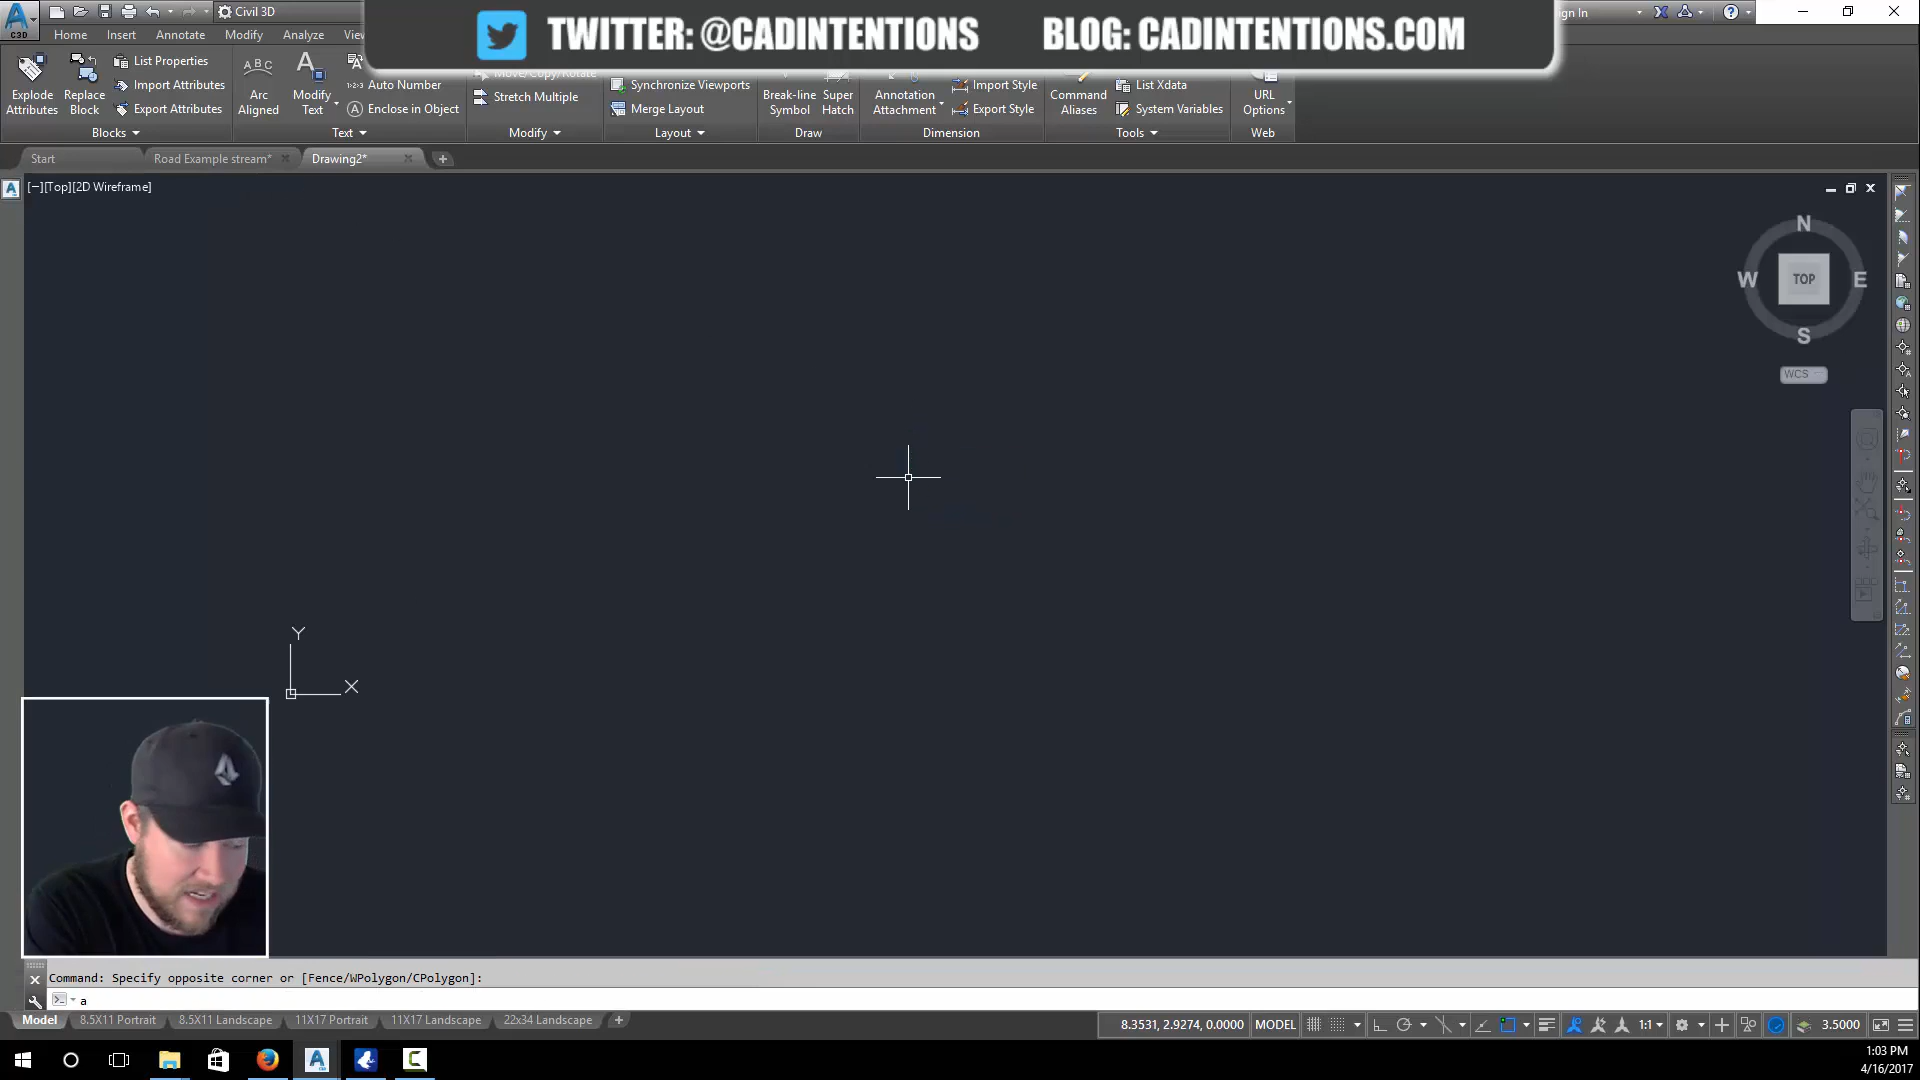 Civil 3D
TWITTER: @CADINTENTIONS
BLOG: CADINTENTIONS.COM
C3D
Home
Insert
Annotate
Modify
Analyze
Explode Attributes
Replace Block
List Properties
Import Attributes
Export Attributes
ABC
Arc Aligned
Modify Text
Auto Number
Enclose in Object
Move/Copy/Rotate
Stretch Multiple
Synchronize Viewports
Merge Layout
Break-line Symbol
Super Hatch
Annotation Attachment
Import Style
Export Style
Command Aliases
List Xdata
System Variables
URL Options
Blocks
Text
Modify
Layout
Draw
Dimension
Tools
Web
Start
Road Example stream*
Drawing2*
[−][Top][2D Wireframe]
N
W
TOP
E
S
WCS
Y
X
Command: Specify opposite corner or [Fence/WPolygon/CPolygon]:
a
Model
8.5X11 Portrait
8.5X11 Landscape
11X17 Portrait
11X17 Landscape
22x34 Landscape
8.3531, 2.9274, 0.0000
MODEL
1:1
3.5000
1:03 PM
4/16/2017